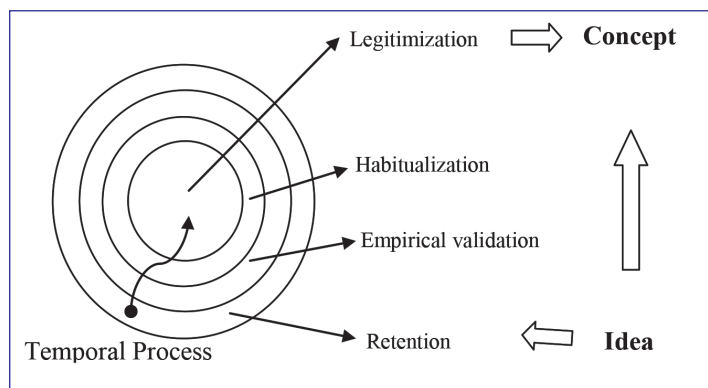 Legitimization Concept
Habitualization
Empirical validation
Retention Idea
Temporal Process